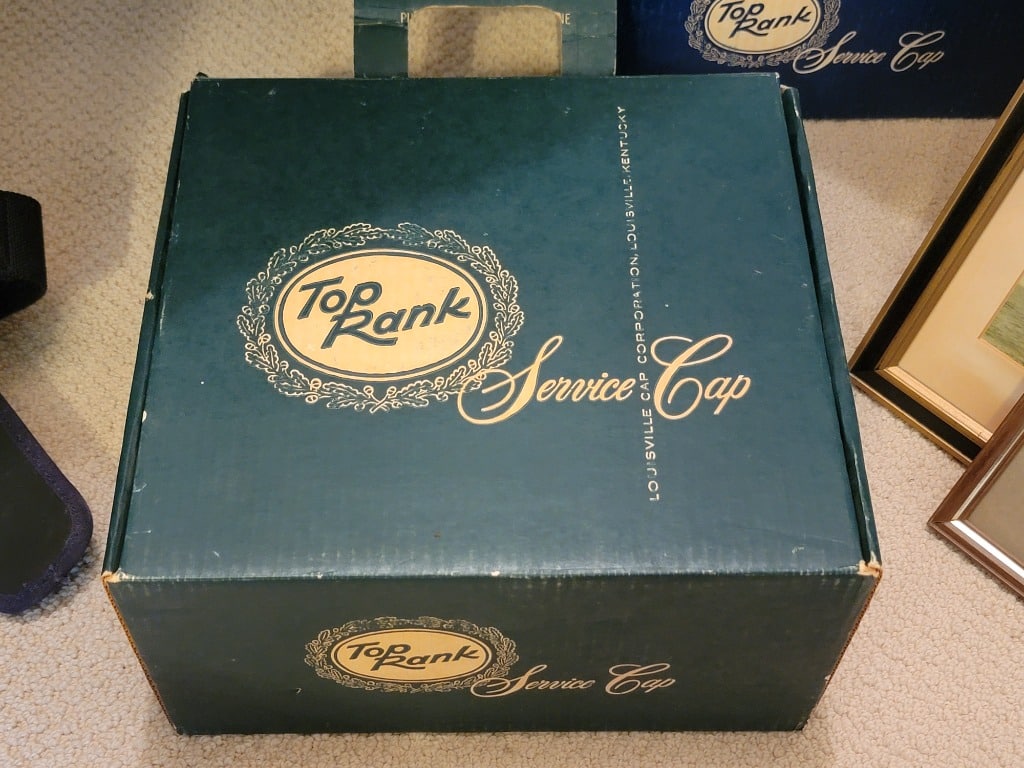 Top
Rank
Service Cap
Top
Rank
Service Cap
LOUISVILLE CAP CORPORATION, LOUISVILLE, KENTUCKY
Top
Rank
Service Cap